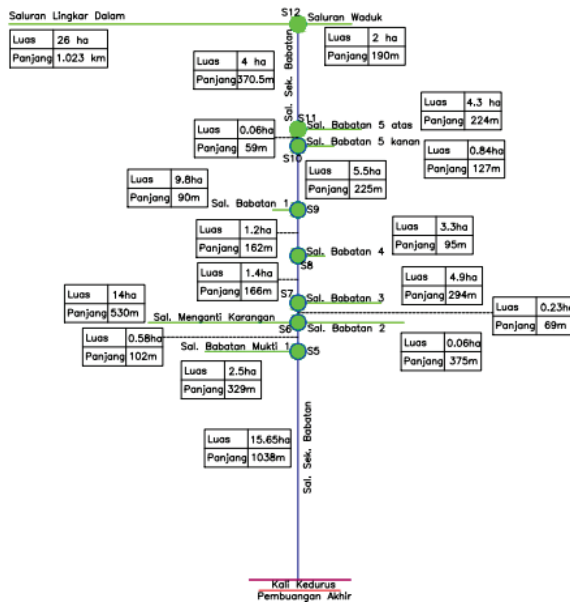 S12
Saluran Lingkar Dalam
Saluran Waduk
Luas 26 ha
Panjang 1.023 km
Luas 2 ha
Panjang 190m
Luas 4 ha
Panjang 370.5m
Sal. Sek. Babatan
Luas 4.3 ha
Panjang 224m
S11
Sal. Babatan 5 atas
Luas 0.06ha
Panjang 59m
Sal. Babatan 5 kanan
Luas 0.84ha
Panjang 127m
S10
Luas 5.5ha
Panjang 225m
Luas 9.8ha
Panjang 90m
Sal. Babatan 1
S9
Luas 1.2ha
Panjang 162m
Luas 3.3ha
Panjang 95m
Sal. Babatan 4
S8
Luas 1.4ha
Panjang 166m
Luas 4.9ha
Panjang 294m
S7
Sal. Babatan 3
Luas 14ha
Panjang 530m
Luas 0.23ha
Panjang 69m
Sal. Menganti Karangan
S6
Sal. Babatan 2
Luas 0.58ha
Panjang 102m
Luas 0.06ha
Panjang 375m
Sal. Babatan Mukti 1
S5
Luas 2.5ha
Panjang 329m
Luas 15.65ha
Panjang 1038m
Sal. Sek. Babatan
Kali Kedurus
Pembuangan Akhir